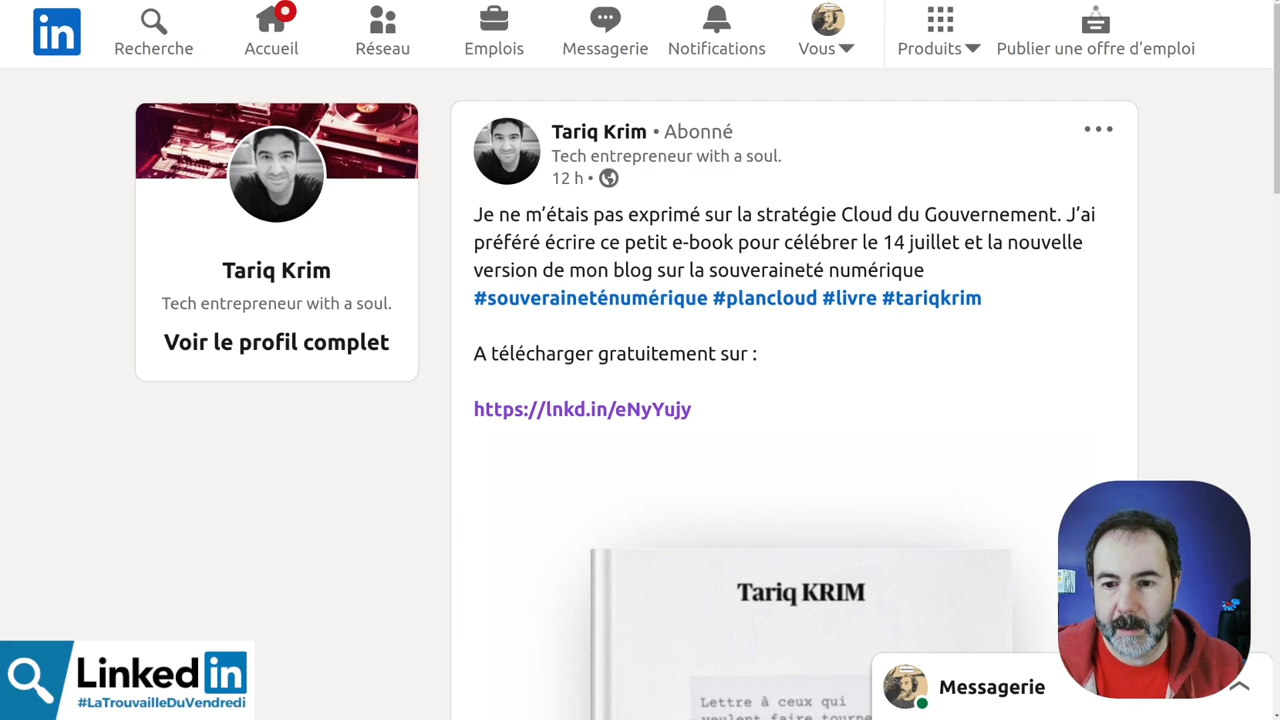 in
Recherche
Accueil
Réseau
Emplois
Messagerie
Notifications
Vous
Produits
Publier une offre d’emploi
Tariq Krim
Tech entrepreneur with a soul.
Voir le profil complet
Tariq Krim • Abonné
Tech entrepreneur with a soul.
12 h •
Je ne m’étais pas exprimé sur la stratégie Cloud du Gouvernement. J’ai
préféré écrire ce petit e-book pour célébrer le 14 juillet et la nouvelle
version de mon blog sur la souveraineté numérique
#souveraineténumérique #plancloud #livre #tariqkrim
A télécharger gratuitement sur :
https://lnkd.in/eNyYujy
Tariq KRIM
Lettre à ceux qui
veulent faire tourne
Messagerie
Linked in
#LaTrouvailleDuVendredi